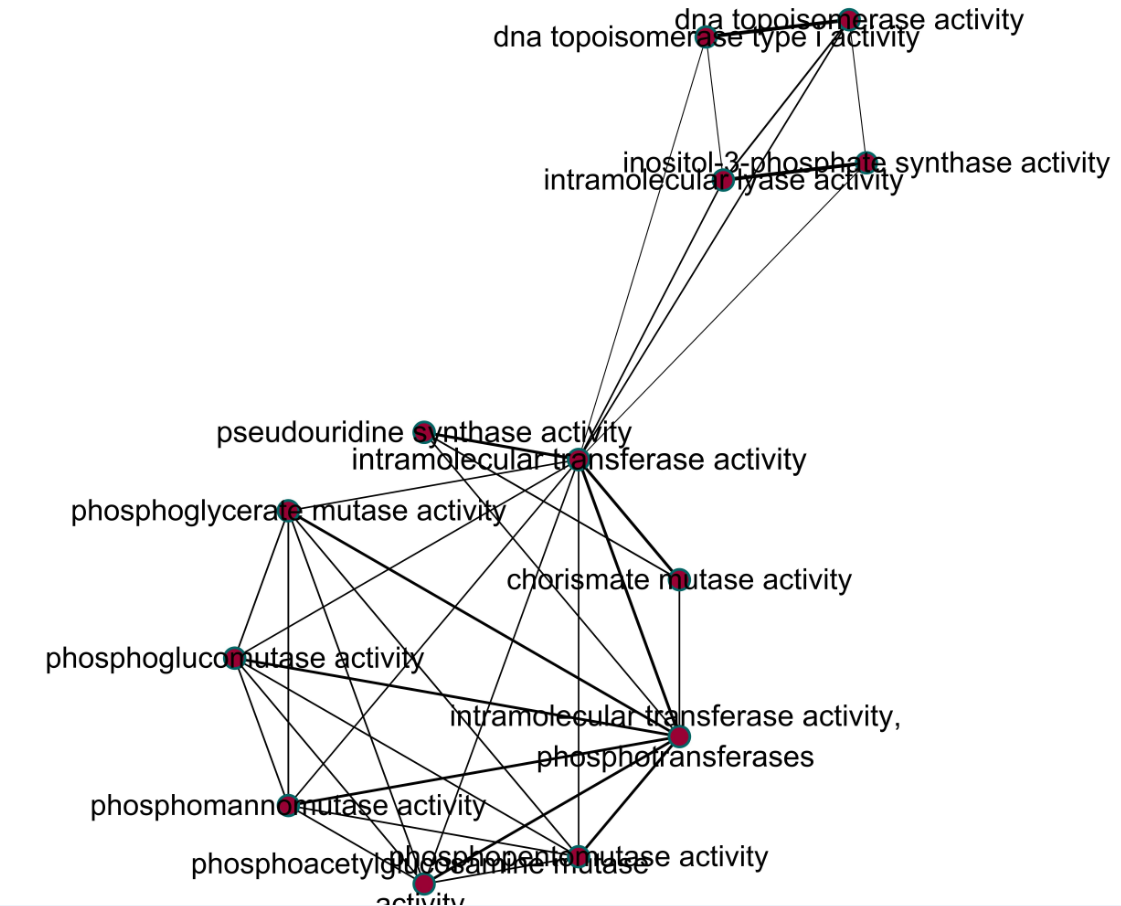 dna topoisomerase activity
dna topoisomerase type i activity
inositol-3-phosphate synthase activity
intramolecular lyase activity
pseudouridine synthase activity
intramolecular transferase activity
phosphoglycerate mutase activity
chorismate mutase activity
phosphoglucomutase activity
intramolecular transferase activity,
phosphotransferases
phosphomannomutase activity
phosphopentomutase activity
phosphoacetylglucosamine mutase
activity